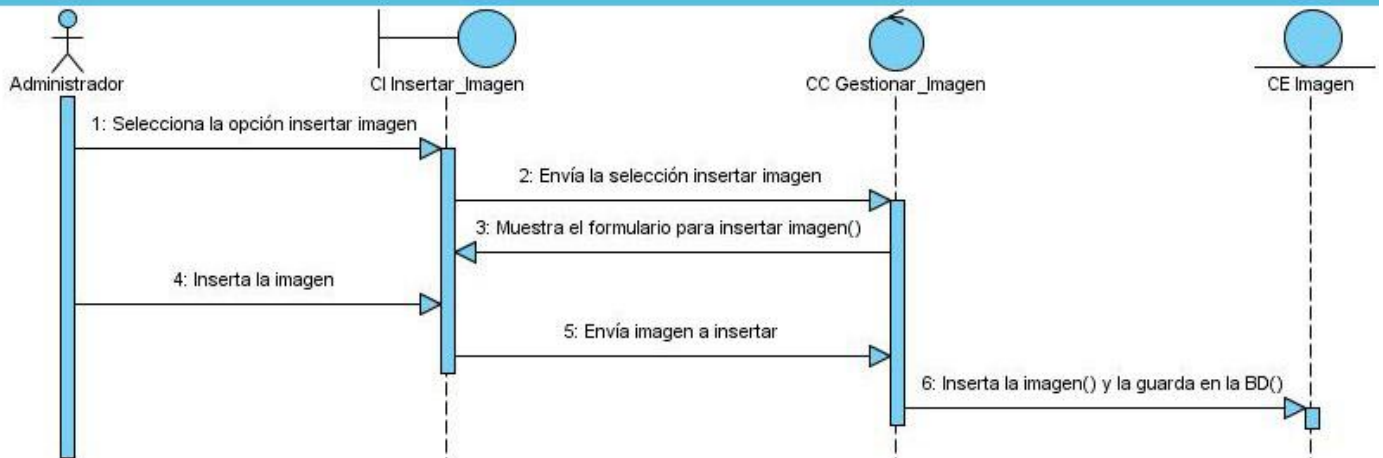 Administrador
CI Insertar_Imagen
CC Gestionar_Imagen
CE Imagen
1: Selecciona la opción insertar imagen
2: Envía la selección insertar imagen
3: Muestra el formulario para insertar imagen()
4: Inserta la imagen
5: Envía imagen a insertar
6: Inserta la imagen() y la guarda en la BD()